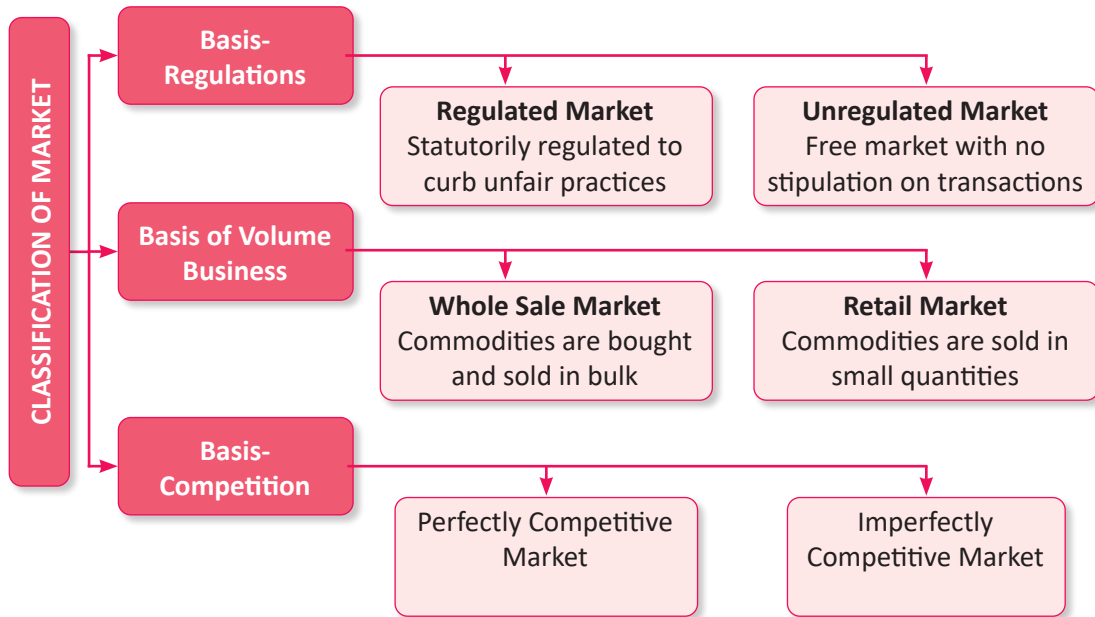 CLASSIFICATION OF MARKET
Basis-
Regulations
Regulated Market
Statutorily regulated to
curb unfair practices
Unregulated Market
Free market with no
stipulation on transactions
Basis of Volume
Business
Whole Sale Market
Commodities are bought
and sold in bulk
Retail Market
Commodities are sold in
small quantities
Basis-
Competition
Perfectly Competitive
Market
Imperfectly
Competitive Market